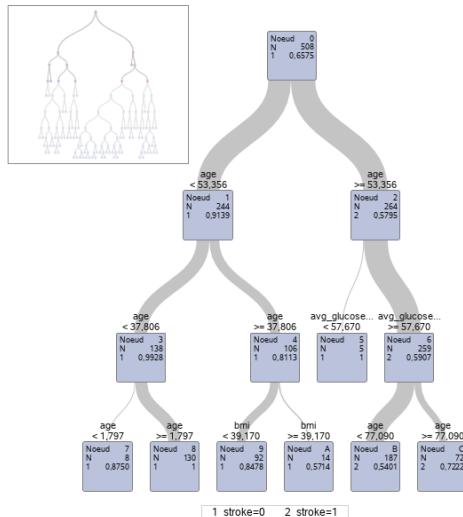 Noeud 0
N 508
1 0,6575
age
< 53,356
age
>= 53,356
Noeud 1
N 244
1 0,9139
Noeud 2
N 264
2 0,5795
age
< 37,806
age
>= 37,806
avg_glucose...
< 57,670
avg_glucose...
>= 57,670
Noeud 3
N 138
1 0,9928
Noeud 4
N 106
1 0,8113
Noeud 5
N 5
1 1
Noeud 6
N 259
2 0,5907
age
< 1,797
age
>= 1,797
bmi
< 39,170
bmi
>= 39,170
age
< 77,090
age
>= 77,090
Noeud 7
N 8
1 0,8750
Noeud 8
N 130
1 1
Noeud 9
N 92
1 0,8478
Noeud A
N 14
1 0,5714
Noeud B
N 187
2 0,5401
Noeud C
N 72
2 0,7222
1 stroke=0 2 stroke=1